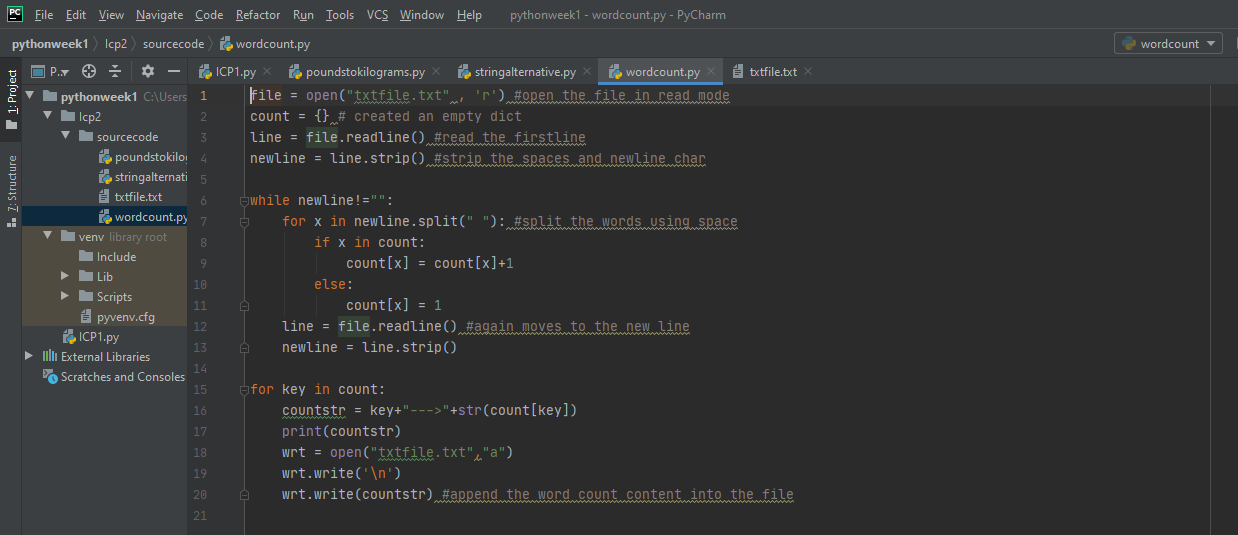 PC File Edit View Navigate Code Refactor Run Tools VCS Window Help pythonweek1 - wordcount.py - PyCharm
pythonweek1 lcp2 sourcecode wordcount.py wordcount
1: Project
7: Structure
P..
pythonweek1 C:\Users
lcp2
sourcecode
poundstokilo
stringalternati
txtfile.txt
wordcount.py
venv library root
Include
Lib
Scripts
pyvenv.cfg
ICP1.py
External Libraries
Scratches and Consoles
ICP1.py poundstokilograms.py stringalternative.py wordcount.py txtfile.txt
1 file = open("txtfile.txt" , 'r') #open the file in read mode
2 count = {} # created an empty dict
3 line = file.readline() #read the firstline
4 newline = line.strip() #strip the spaces and newline char
5
6 while newline!="":
7     for x in newline.split(" "): #split the words using space
8         if x in count:
9             count[x] = count[x]+1
10         else:
11             count[x] = 1
12     line = file.readline() #again moves to the new line
13     newline = line.strip()
14
15 for key in count:
16     countstr = key+"--->"+str(count[key])
17     print(countstr)
18     wrt = open("txtfile.txt","a")
19     wrt.write('\n')
20     wrt.write(countstr) #append the word count content into the file
21